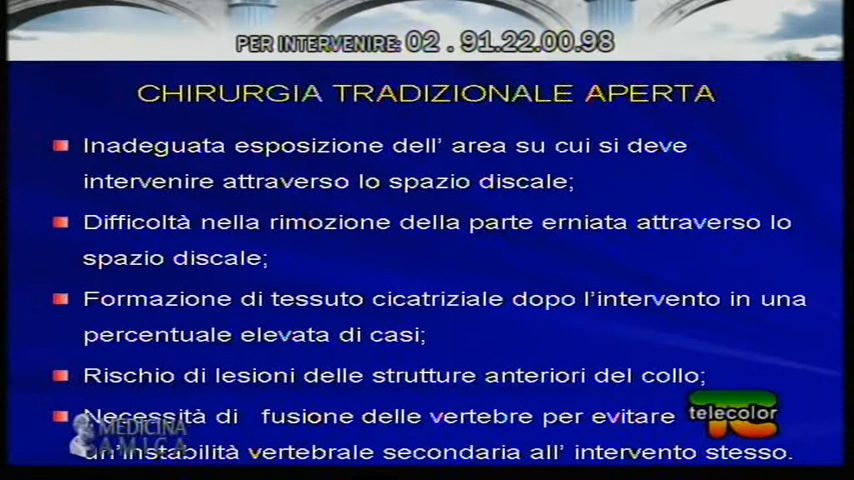 PER INTERVENIRE: 02 . 91.22.00.98
CHIRURGIA TRADIZIONALE APERTA
Inadeguata esposizione dell' area su cui si deve
intervenire attraverso lo spazio discale;
Difficoltà nella rimozione della parte erniata attraverso lo
spazio discale;
Formazione di tessuto cicatriziale dopo l'intervento in una
percentuale elevata di casi;
Rischio di lesioni delle strutture anteriori del collo;
Necessità di fusione delle vertebre per evitare
un'instabilità vertebrale secondaria all' intervento stesso.
MEDICINA
AMICA
telecolor